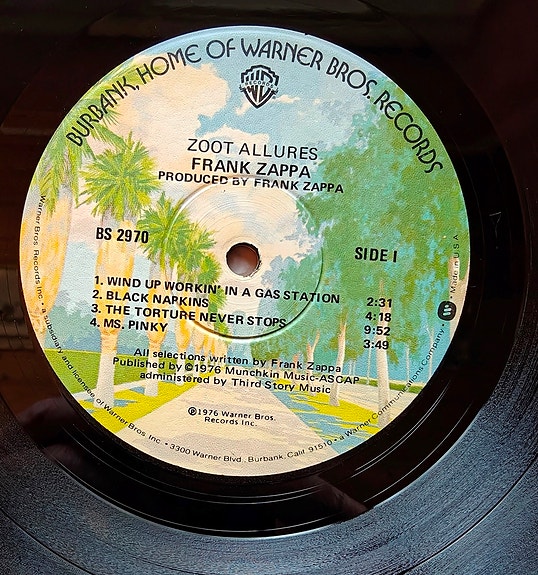 BURBANK, HOME OF WARNER BROS. RECORDS
WB
RECORDS
ZOOT ALLURES
FRANK ZAPPA
PRODUCED BY FRANK ZAPPA
BS 2970
SIDE I
1. WIND UP WORKIN' IN A GAS STATION 2:31
2. BLACK NAPKINS 4:18
3. THE TORTURE NEVER STOPS 9:52
4. MS. PINKY 3:49
All selections written by Frank Zappa
Published by ©1976 Munchkin Music-ASCAP
administered by Third Story Music
℗1976 Warner Bros.
Records Inc.
Warner Bros. Records Inc. • a subsidiary and licensee of Warner Bros. Inc. • 3300 Warner Blvd., Burbank, Calif. 91510 • a Warner Communications Company • Made in U.S.A.